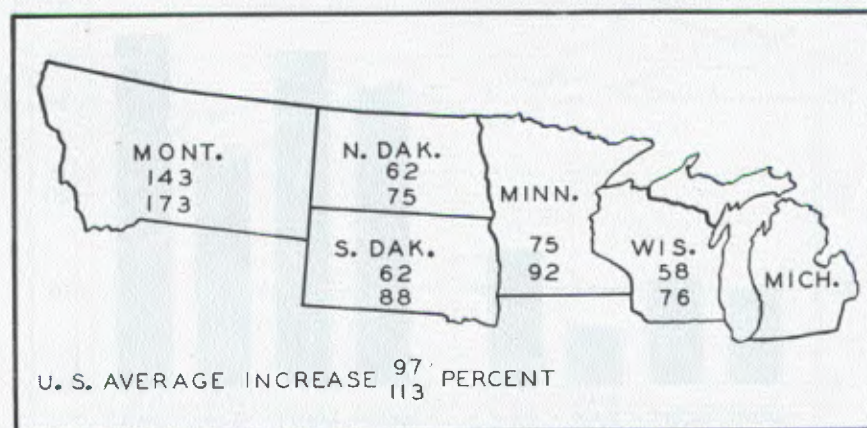 MONT.
143
173
N. DAK.
62
75
S. DAK.
62
88
MINN.
75
92
WIS.
58
76
MICH.
U. S. AVERAGE INCREASE 97 PERCENT
113